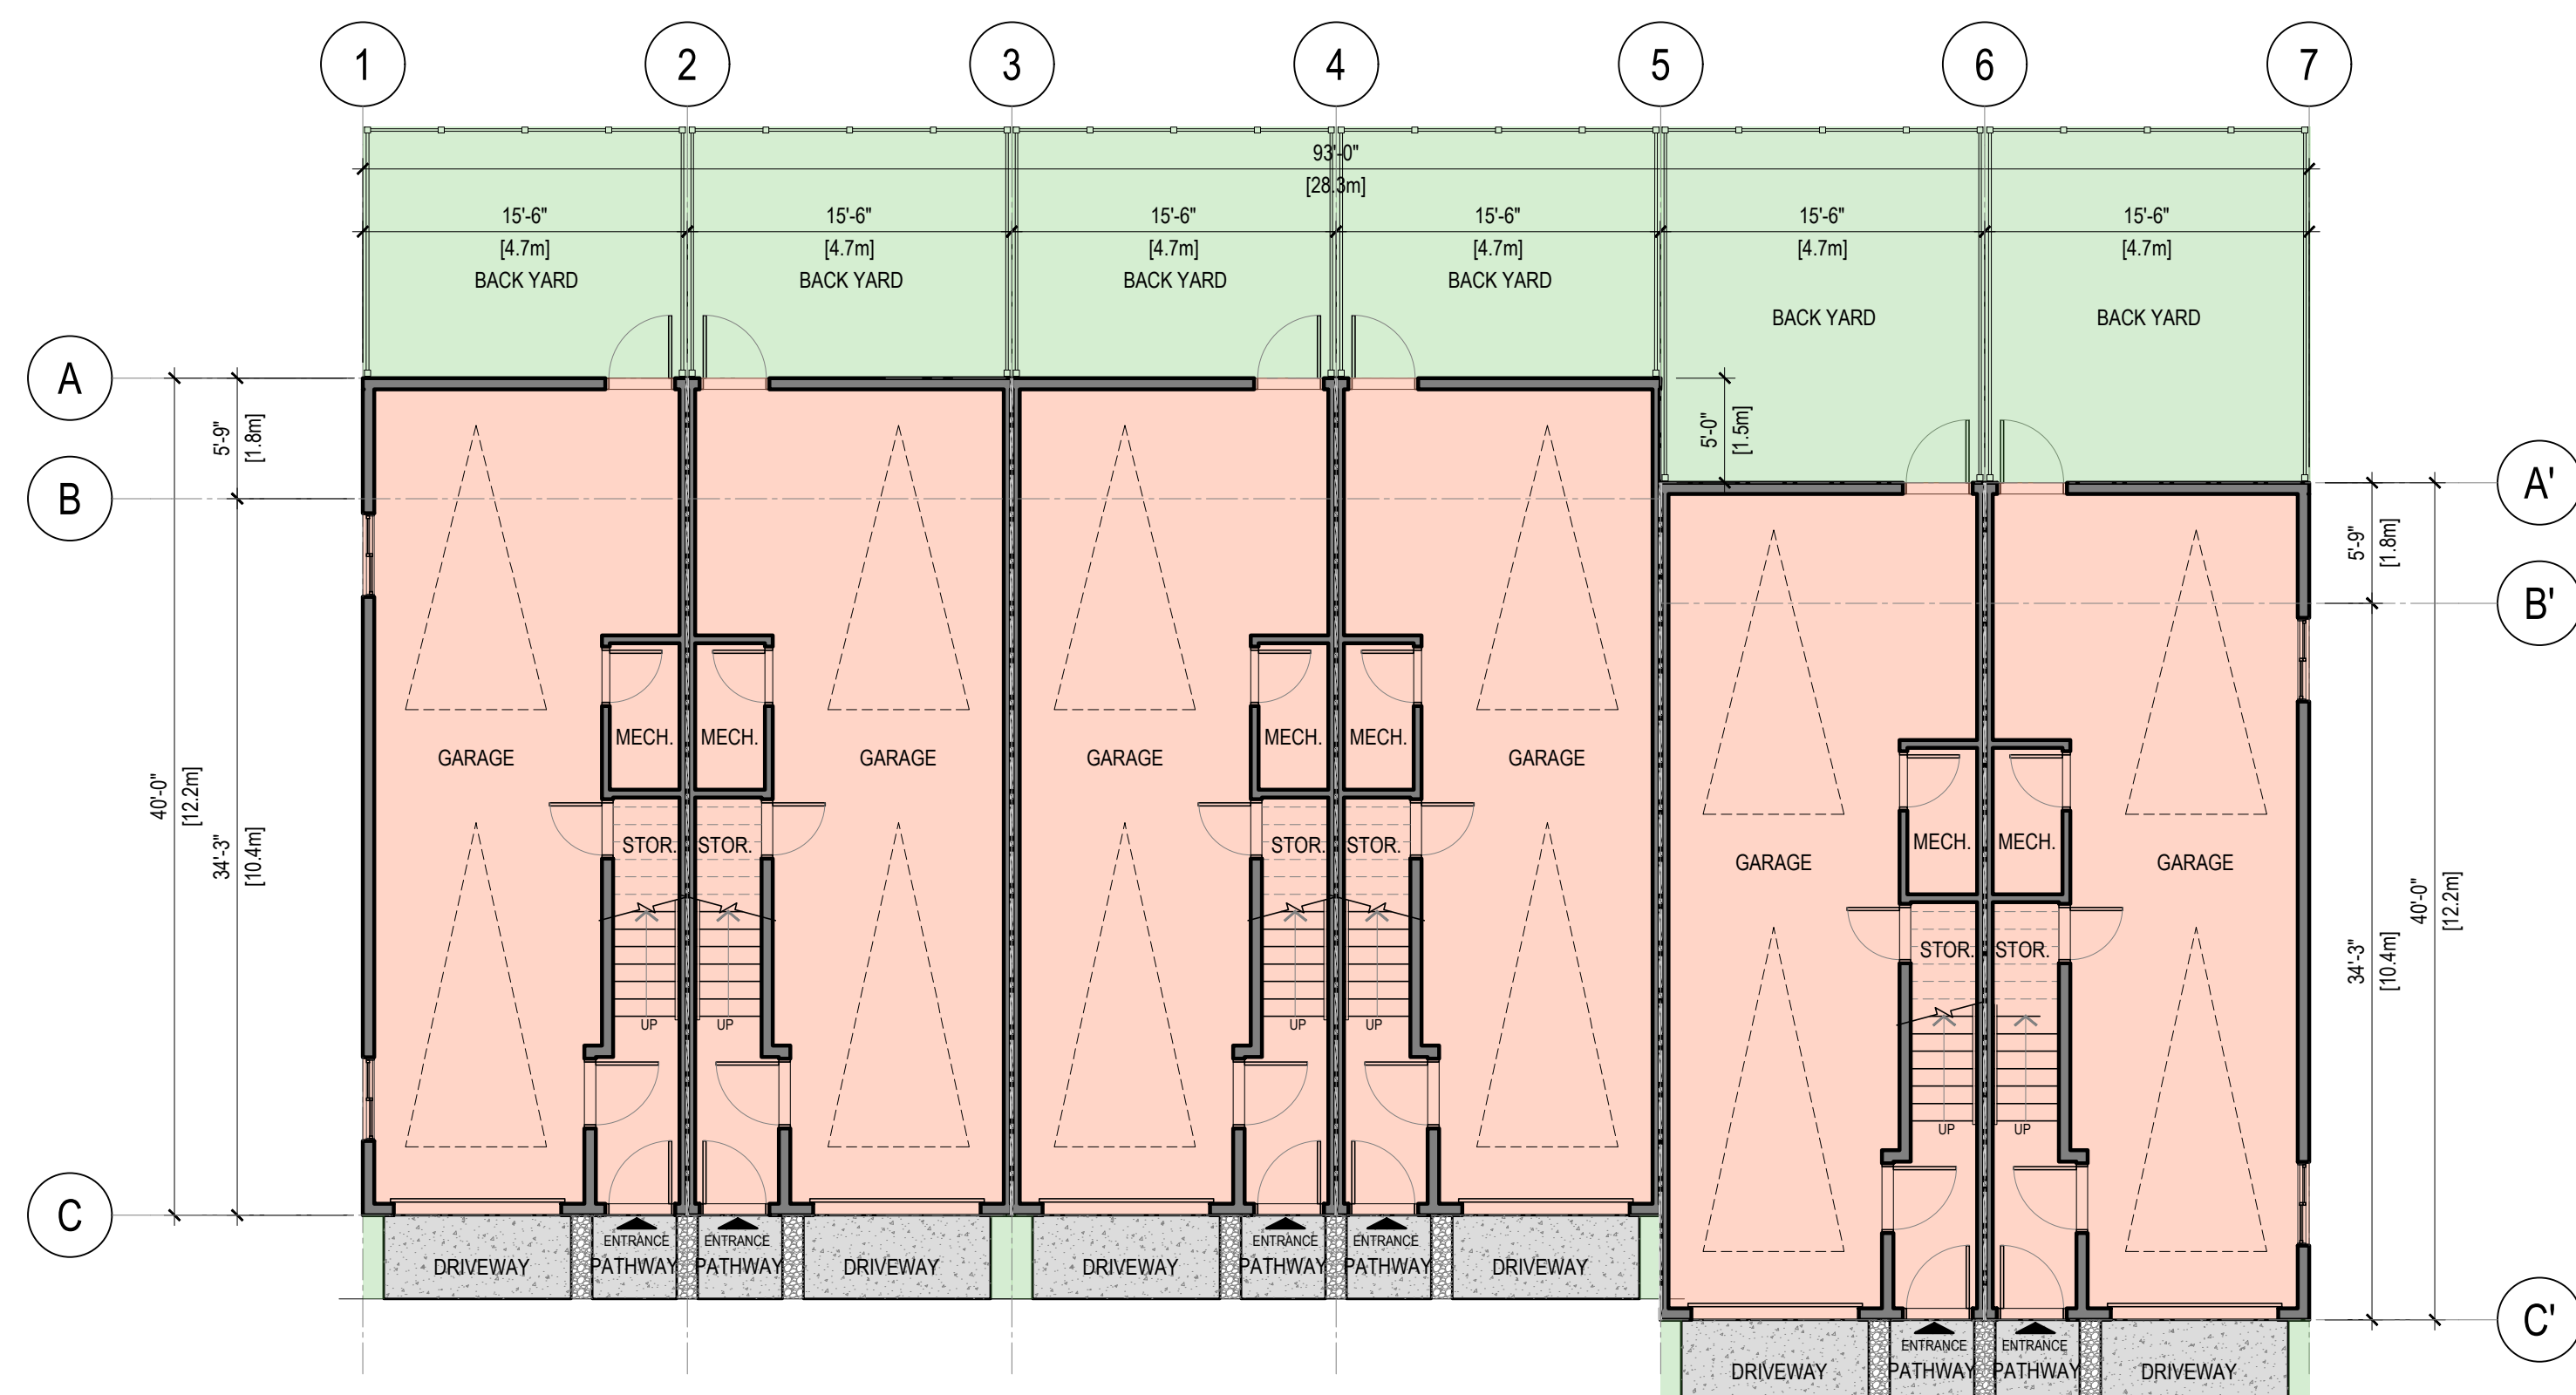 1 2 3 4 5 6 7
93'-0"
[28.3m]
15'-6" 15'-6" 15'-6" 15'-6" 15'-6" 15'-6"
[4.7m] [4.7m] [4.7m] [4.7m] [4.7m] [4.7m]
BACK YARD BACK YARD BACK YARD BACK YARD
BACK YARD BACK YARD
A
5'-9"
[1.8m]
5'-0"
[1.5m]
A'
B
5'-9"
[1.8m]
B'
MECH. MECH. MECH. MECH.
GARAGE GARAGE GARAGE GARAGE
40'-0"
[12.2m]
34'-3"
[10.4m]
STOR. STOR. STOR. STOR.
MECH. MECH.
GARAGE GARAGE
40'-0"
[12.2m]
34'-3"
[10.4m]
STOR. STOR.
UP UP UP UP
UP UP
C
ENTRANCE ENTRANCE ENTRANCE ENTRANCE
DRIVEWAY PATHWAY PATHWAY DRIVEWAY DRIVEWAY PATHWAY PATHWAY DRIVEWAY
C'
ENTRANCE ENTRANCE
DRIVEWAY PATHWAY PATHWAY DRIVEWAY